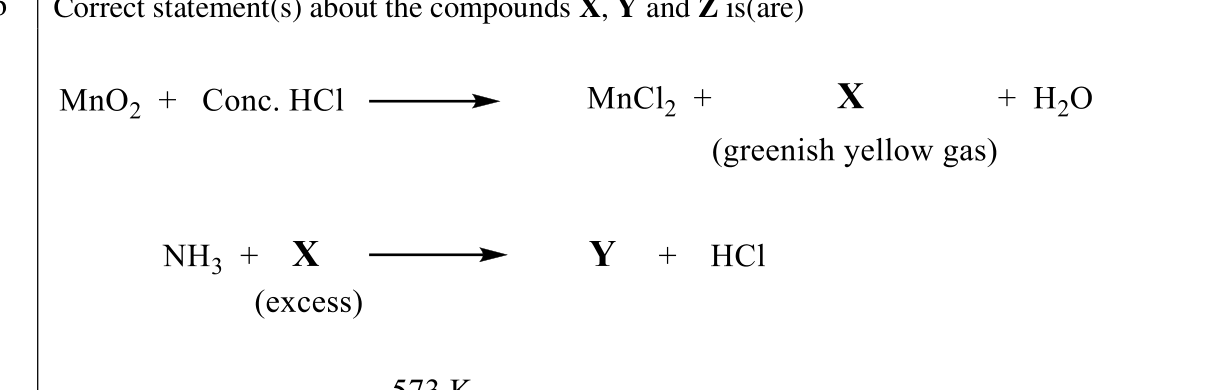 Correct statement(s) about the compounds X, Y and Z is(are)
MnO₂ + Conc. HCl ⟶ MnCl₂ + X + H₂O
(greenish yellow gas)
NH₃ + X ⟶ Y + HCl
(excess)
573 K